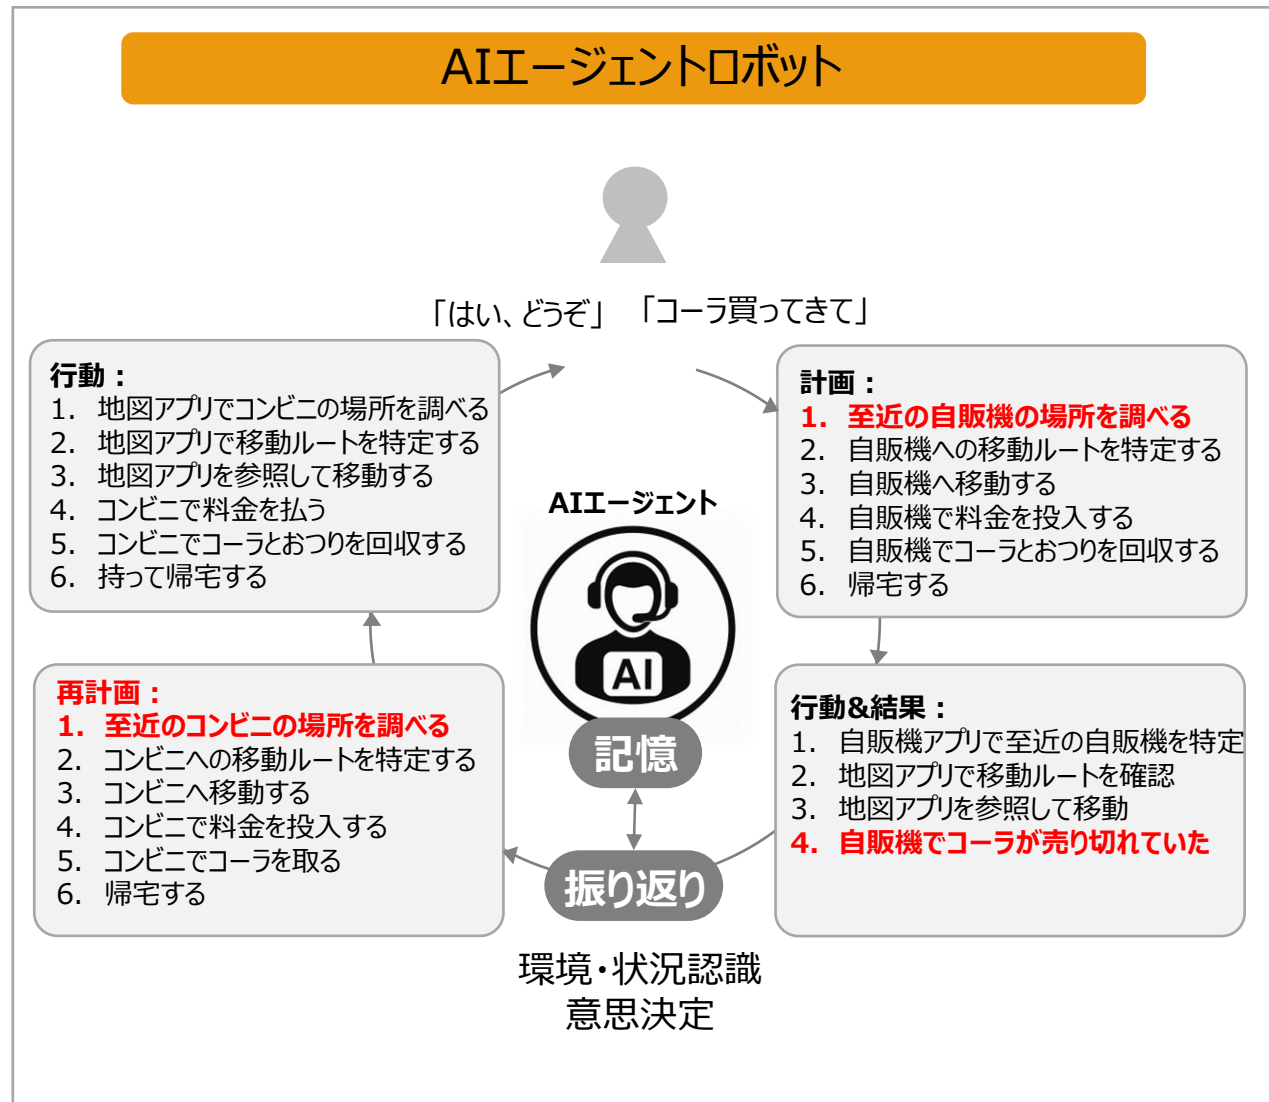 AIエージェントロボット
「はい、どうぞ」 「コーラ買ってきて」
計画：
1. 至近の自販機の場所を調べる
2. 自販機への移動ルートを特定する
3. 自販機へ移動する
4. 自販機で料金を投入する
5. 自販機でコーラとおつりを回収する
6. 帰宅する
行動&結果：
1. 自販機アプリで至近の自販機を特定
2. 地図アプリで移動ルートを確認
3. 地図アプリを参照して移動
4. 自販機でコーラが売り切れていた
AIエージェント
AI
記憶
振り返り
環境・状況認識
意思決定
再計画：
1. 至近のコンビニの場所を調べる
2. コンビニへの移動ルートを特定する
3. コンビニへ移動する
4. コンビニで料金を投入する
5. コンビニでコーラを取る
6. 帰宅する
行動：
1. 地図アプリでコンビニの場所を調べる
2. 地図アプリで移動ルートを特定する
3. 地図アプリを参照して移動する
4. コンビニで料金を払う
5. コンビニでコーラとおつりを回収する
6. 持って帰宅する